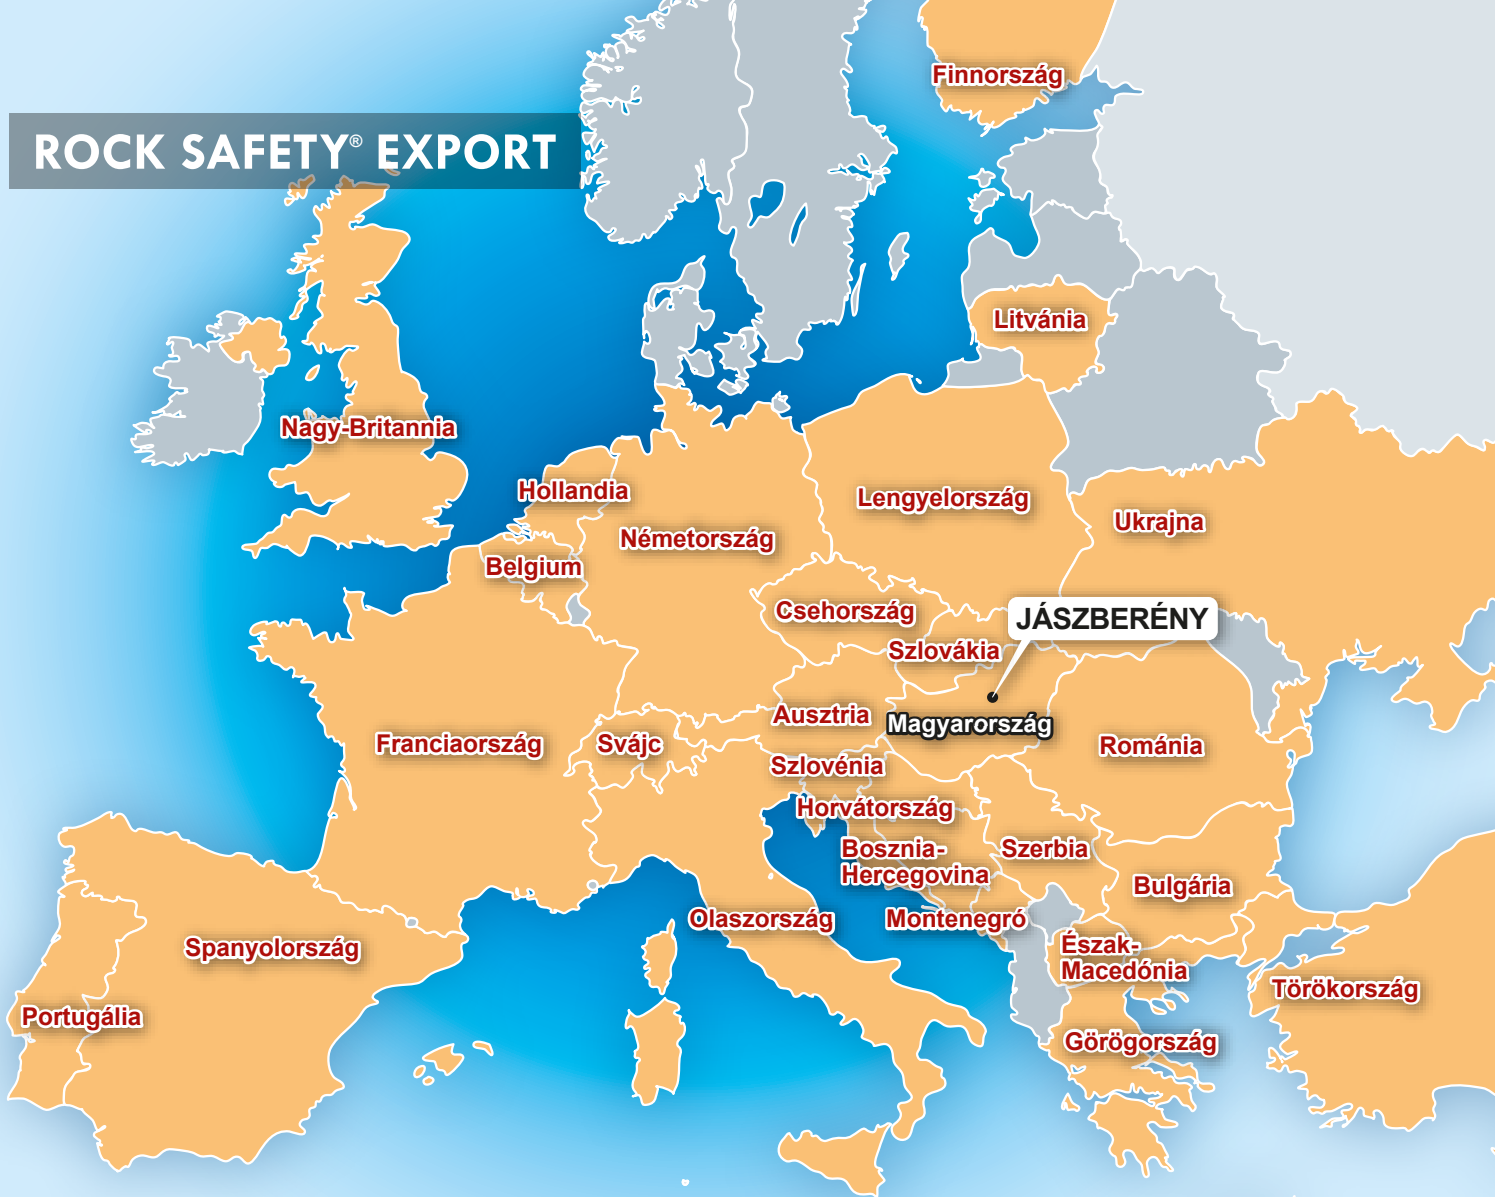 Finnország
ROCK SAFETY® EXPORT
Litvánia
Nagy-Britannia
Hollandia
Lengyelország
Ukrajna
Németország
Belgium
Csehország
JÁSZBERÉNY
Szlovákia
Ausztria
Magyarország
Franciaország
Svájc
Románia
Szlovénia
Horvátország
Bosznia-
Hercegovina
Szerbia
Bulgária
Olaszország
Montenegró
Spanyolország
Észak-
Macedónia
Törökország
Portugália
Görögország